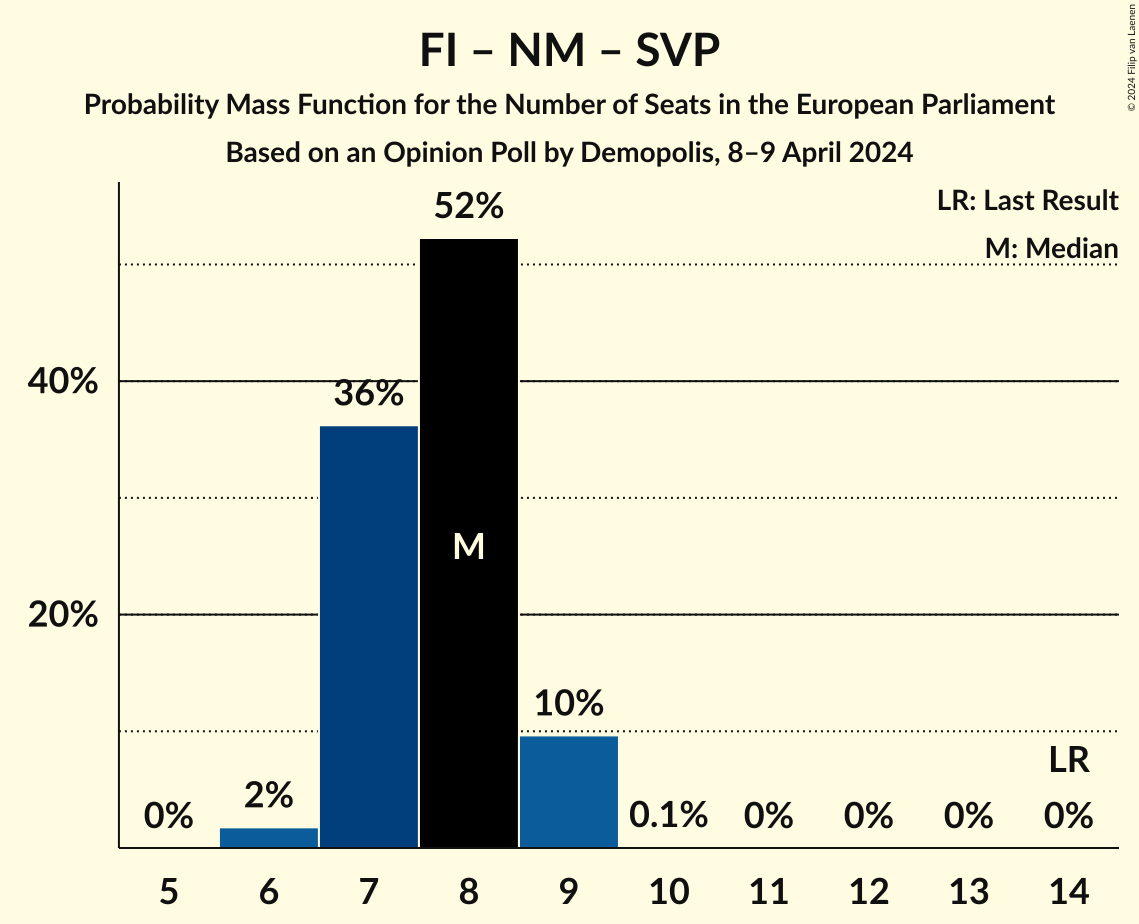 FI – NM – SVP
Probability Mass Function for the Number of Seats in the European Parliament
Based on an Opinion Poll by Demopolis, 8–9 April 2024
© 2024 Filip van Laenen
LR: Last Result
M: Median
52%
40%
36%
M
20%
10%
LR
0%
2%
0.1%
0%
0%
0%
0%
5
6
7
8
9
10
11
12
13
14